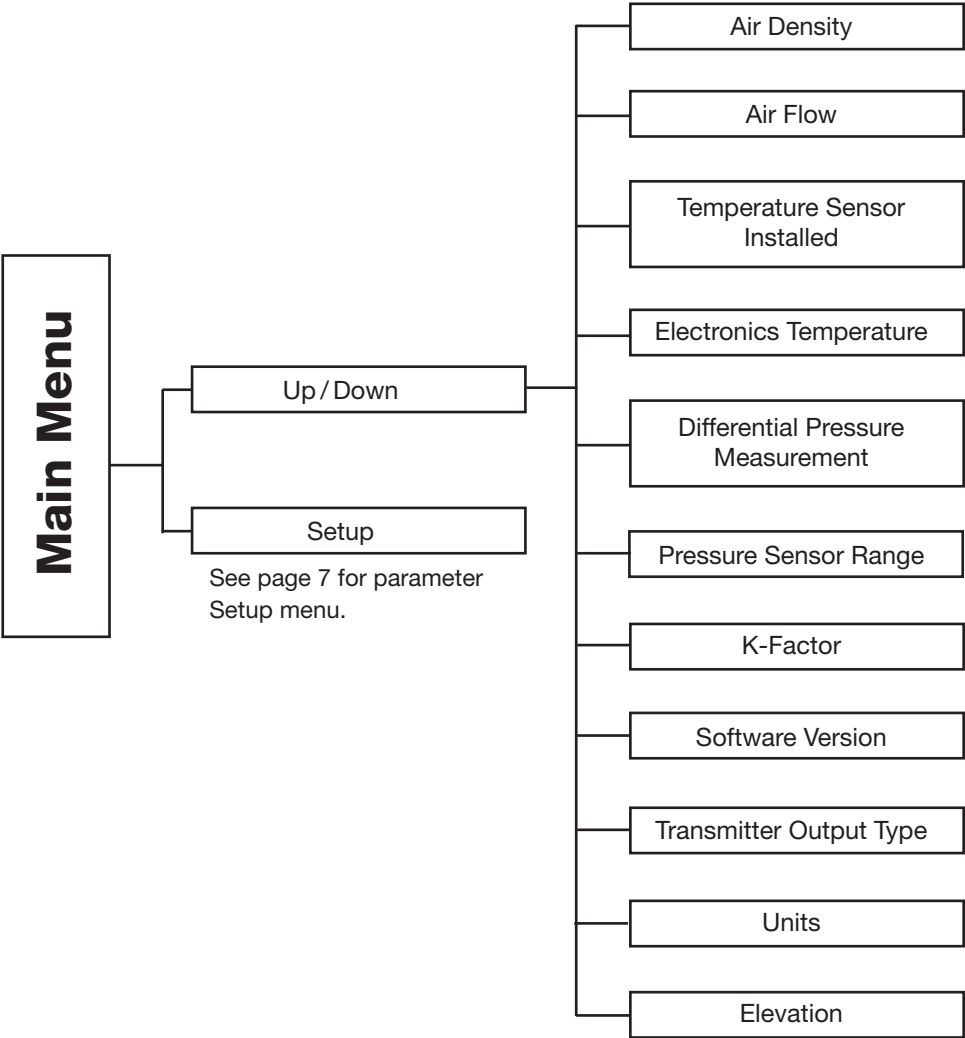 Main Menu
Up / Down
Setup
See page 7 for parameter
Setup menu.
Air Density
Air Flow
Temperature Sensor
Installed
Electronics Temperature
Differential Pressure
Measurement
Pressure Sensor Range
K-Factor
Software Version
Transmitter Output Type
Units
Elevation